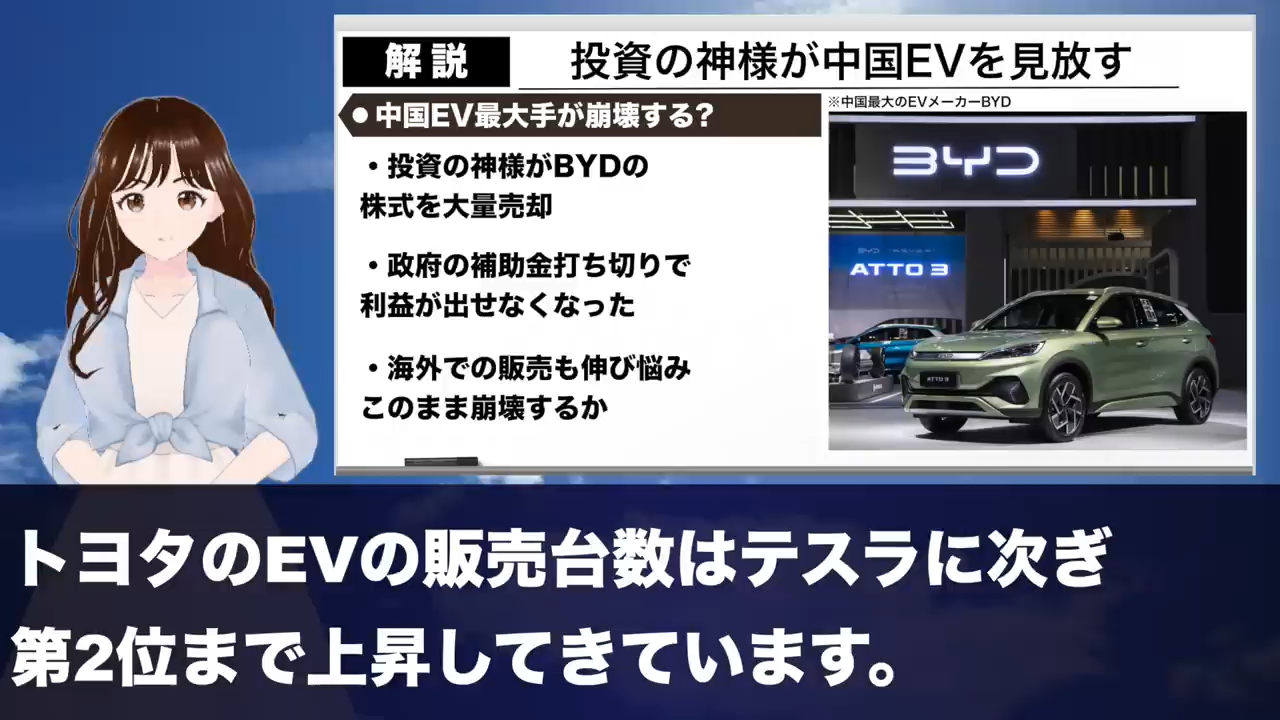 解説
投資の神様が中国EVを見放す
●中国EV最大手が崩壊する?
・投資の神様がBYDの
株式を大量売却
・政府の補助金打ち切りで
利益が出せなくなった
・海外での販売も伸び悩み
このまま崩壊するか
※中国最大のEVメーカーBYD
BYD
BYD
ATTO 3
ATTO 3
トヨタのEVの販売台数はテスラに次ぎ
第2位まで上昇してきています。